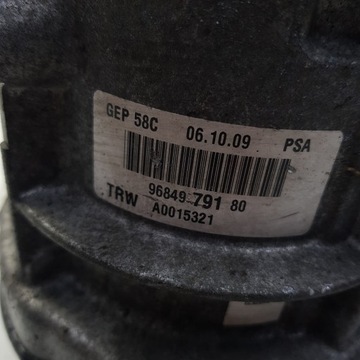 GEP 58C 06.10.09 PSA
96849 791 80
TRW A0015321